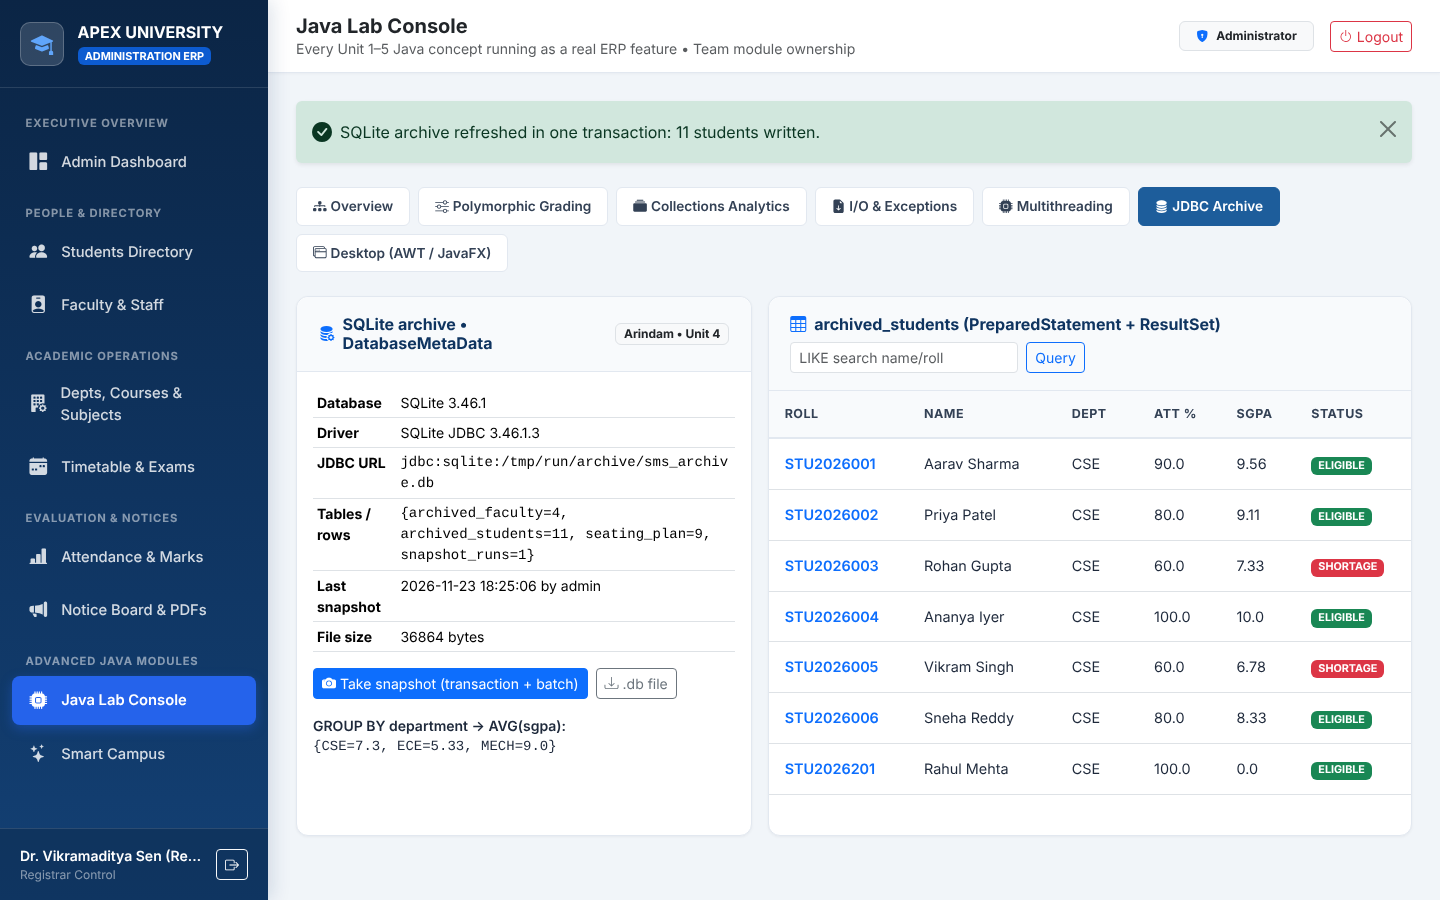 APEX UNIVERSITY
ADMINISTRATION ERP
EXECUTIVE OVERVIEW
Admin Dashboard
PEOPLE & DIRECTORY
Students Directory
Faculty & Staff
ACADEMIC OPERATIONS
Depts, Courses &
Subjects
Timetable & Exams
EVALUATION & NOTICES
Attendance & Marks
Notice Board & PDFs
ADVANCED JAVA MODULES
Java Lab Console
Smart Campus
Dr. Vikramaditya Sen (Re...
Registrar Control
Java Lab Console
Every Unit 1–5 Java concept running as a real ERP feature • Team module ownership
Administrator
Logout
SQLite archive refreshed in one transaction: 11 students written.
Overview
Polymorphic Grading
Collections Analytics
I/O & Exceptions
Multithreading
JDBC Archive
Desktop (AWT / JavaFX)
SQLite archive •
DatabaseMetaData
Arindam • Unit 4
Database SQLite 3.46.1
Driver SQLite JDBC 3.46.1.3
JDBC URL jdbc:sqlite:/tmp/run/archive/sms_archiv
e.db
Tables / {archived_faculty=4,
rows archived_students=11, seating_plan=9,
snapshot_runs=1}
Last 2026-11-23 18:25:06 by admin
snapshot
File size 36864 bytes
Take snapshot (transaction + batch)
.db file
GROUP BY department → AVG(sgpa):
{CSE=7.3, ECE=5.33, MECH=9.0}
archived_students (PreparedStatement + ResultSet)
LIKE search name/roll
Query
ROLL NAME DEPT ATT % SGPA STATUS
STU2026001 Aarav Sharma CSE 90.0 9.56 ELIGIBLE
STU2026002 Priya Patel CSE 80.0 9.11 ELIGIBLE
STU2026003 Rohan Gupta CSE 60.0 7.33 SHORTAGE
STU2026004 Ananya Iyer CSE 100.0 10.0 ELIGIBLE
STU2026005 Vikram Singh CSE 60.0 6.78 SHORTAGE
STU2026006 Sneha Reddy CSE 80.0 8.33 ELIGIBLE
STU2026201 Rahul Mehta CSE 100.0 0.0 ELIGIBLE